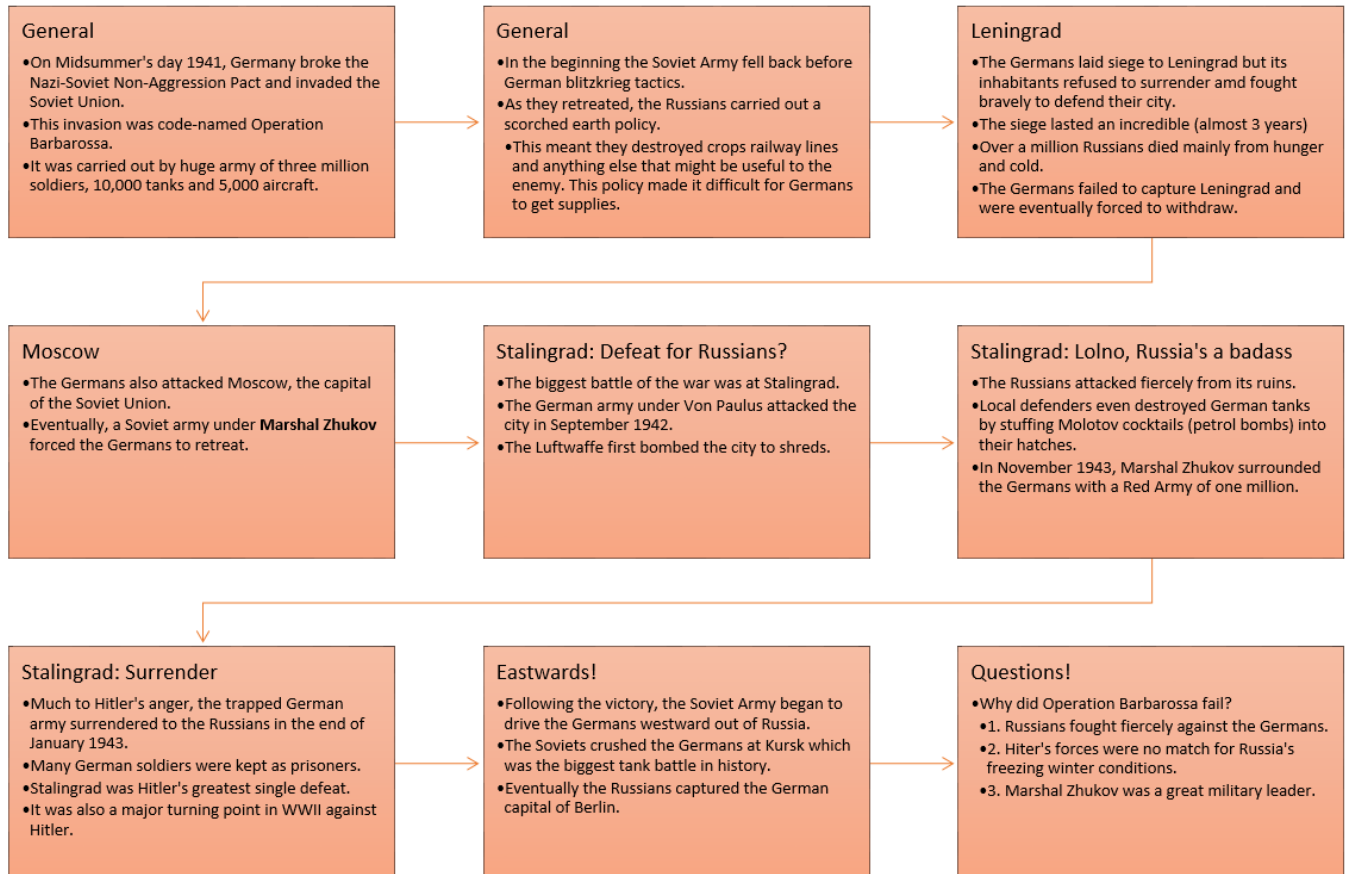 General
•On Midsummer's day 1941, Germany broke the
Nazi-Soviet Non-Aggression Pact and invaded the
Soviet Union.
•This invasion was code-named Operation
Barbarossa.
•It was carried out by huge army of three million
soldiers, 10,000 tanks and 5,000 aircraft.
General
•In the beginning the Soviet Army fell back before
German blitzkrieg tactics.
•As they retreated, the Russians carried out a
scorched earth policy.
•This meant they destroyed crops railway lines
and anything else that might be useful to the
enemy. This policy made it difficult for Germans
to get supplies.
Leningrad
•The Germans laid siege to Leningrad but its
inhabitants refused to surrender amd fought
bravely to defend their city.
•The siege lasted an incredible (almost 3 years)
•Over a million Russians died mainly from hunger
and cold.
•The Germans failed to capture Leningrad and
were eventually forced to withdraw.
Moscow
•The Germans also attacked Moscow, the capital
of the Soviet Union.
•Eventually, a Soviet army under Marshal Zhukov
forced the Germans to retreat.
Stalingrad: Defeat for Russians?
•The biggest battle of the war was at Stalingrad.
•The German army under Von Paulus attacked the
city in September 1942.
•The Luftwaffe first bombed the city to shreds.
Stalingrad: Lolno, Russia's a badass
•The Russians attacked fiercely from its ruins.
•Local defenders even destroyed German tanks
by stuffing Molotov cocktails (petrol bombs) into
their hatches.
•In November 1943, Marshal Zhukov surrounded
the Germans with a Red Army of one million.
Stalingrad: Surrender
•Much to Hitler's anger, the trapped German
army surrendered to the Russians in the end of
January 1943.
•Many German soldiers were kept as prisoners.
•Stalingrad was Hitler's greatest single defeat.
•It was also a major turning point in WWII against
Hitler.
Eastwards!
•Following the victory, the Soviet Army began to
drive the Germans westward out of Russia.
•The Soviets crushed the Germans at Kursk which
was the biggest tank battle in history.
•Eventually the Russians captured the German
capital of Berlin.
Questions!
•Why did Operation Barbarossa fail?
•1. Russians fought fiercely against the Germans.
•2. Hiter's forces were no match for Russia's
freezing winter conditions.
•3. Marshal Zhukov was a great military leader.